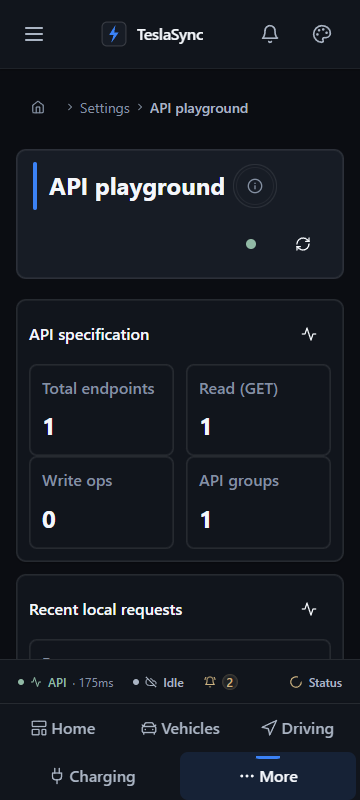 TeslaSync
Settings
API playground
API playground
API specification
Total endpoints
1
Read (GET)
1
Write ops
0
API groups
1
Recent local requests
API · 175ms
Idle
2
Status
Home
Vehicles
Driving
Charging
More